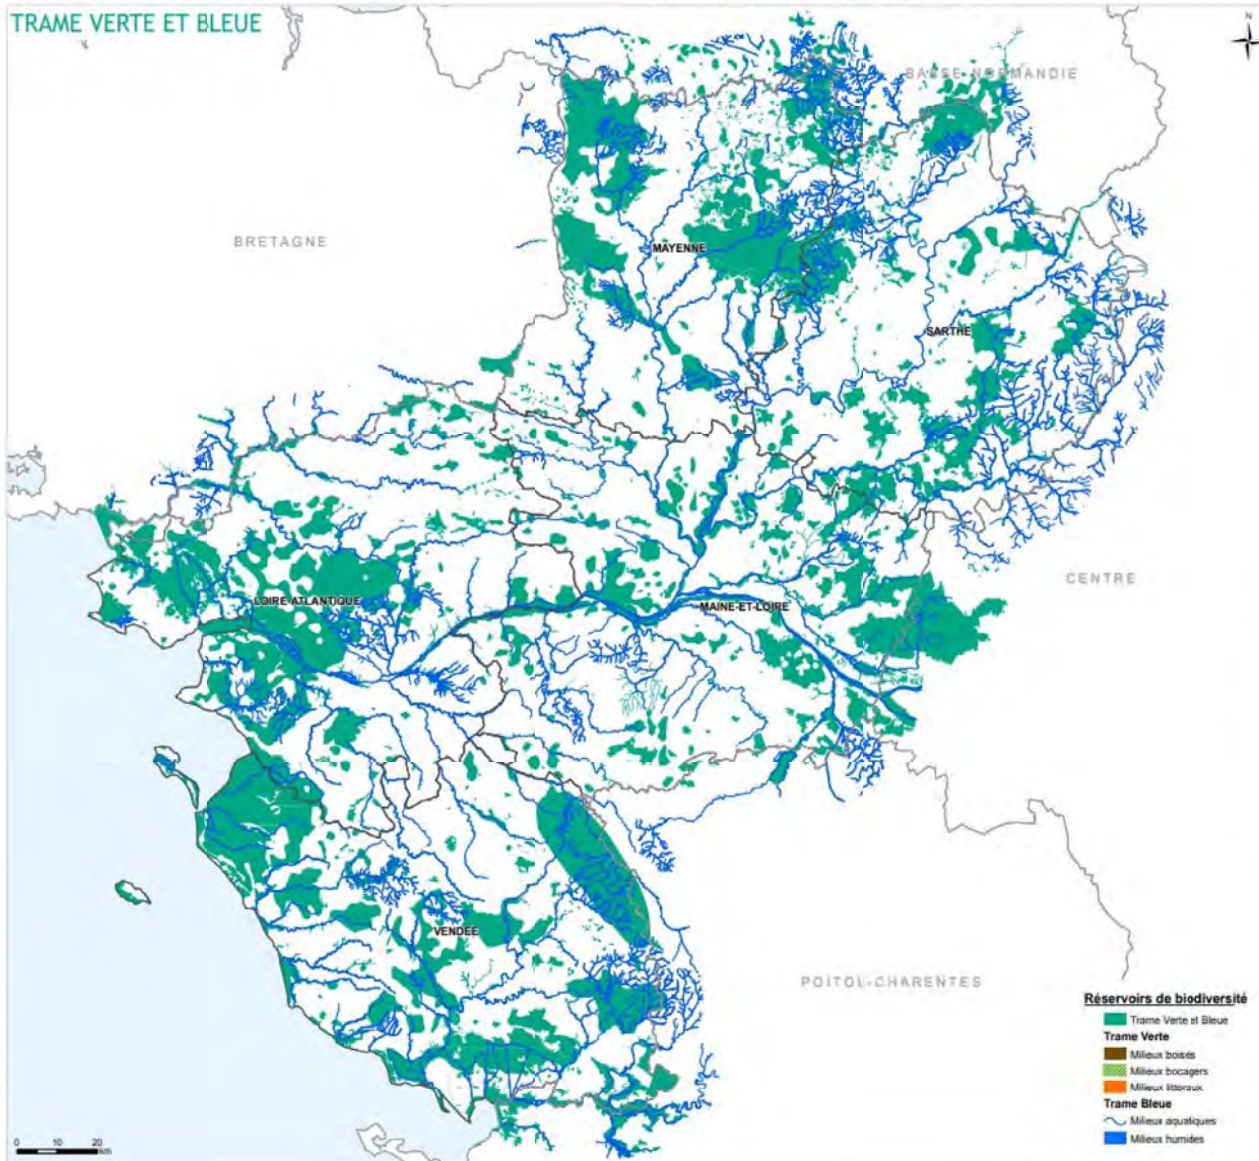 TRAME VERTE ET BLEUE
N
BASSE-NORMANDIE
BRETAGNE
MAYENNE
SARTHE
CENTRE
LOIRE-ATLANTIQUE
MAINE-ET-LOIRE
VENDEE
POITOU-CHARENTES
Réservoirs de biodiversité
Trame Verte et Bleue
Trame Verte
Milieux boisés
Milieux bocagers
Milieux littoraux
Trame Bleue
Milieux aquatiques
Milieux humides
0 10 20
km